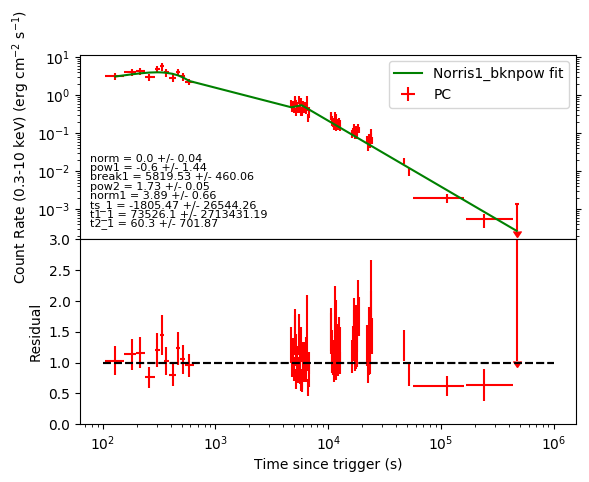 Count Rate (0.3-10 keV) (erg cm⁻² s⁻¹)
10¹
10⁰
10⁻¹
10⁻²
10⁻³
Norris1_bknpow fit
PC
norm = 0.0 +/- 0.04
pow1 = -0.6 +/- 1.44
break1 = 5819.53 +/- 460.06
pow2 = 1.73 +/- 0.05
norm1 = 3.89 +/- 0.66
ts_1 = -1805.47 +/- 26544.26
t1_1 = 73526.1 +/- 2713431.19
t2_1 = 60.3 +/- 701.87
Residual
3.0
2.5
2.0
1.5
1.0
0.5
0.0
10² 10³ 10⁴ 10⁵ 10⁶
Time since trigger (s)